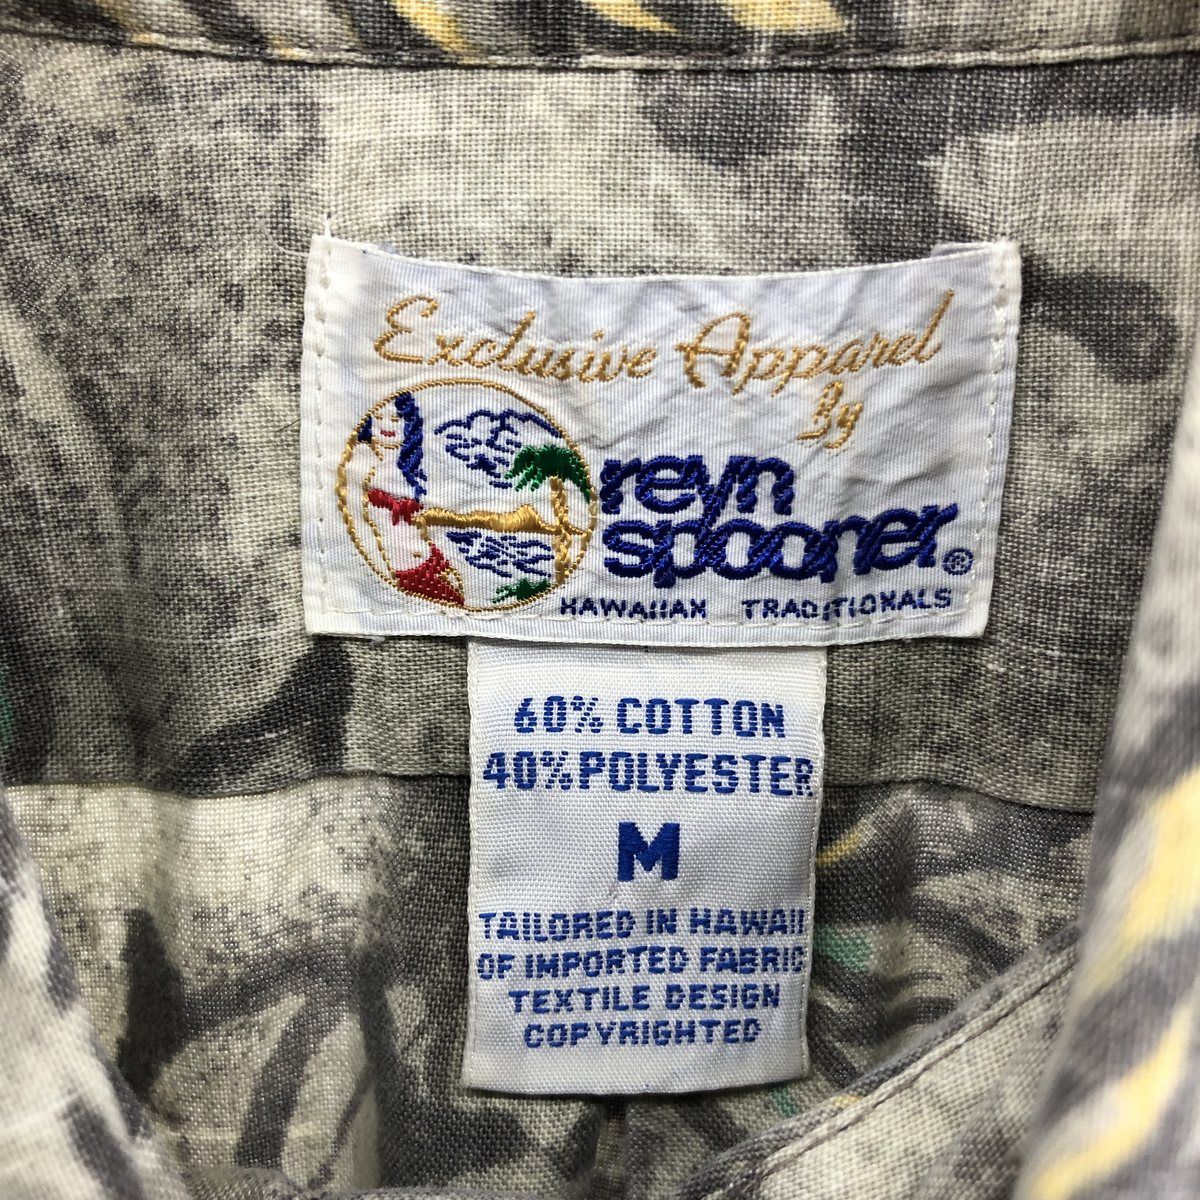 Exclusive Apparel
By
reyn
spooner®
HAWAIIAN TRADITIONALS
60% COTTON
40% POLYESTER
M
TAILORED IN HAWAII
OF IMPORTED FABRIC
TEXTILE DESIGN
COPYRIGHTED